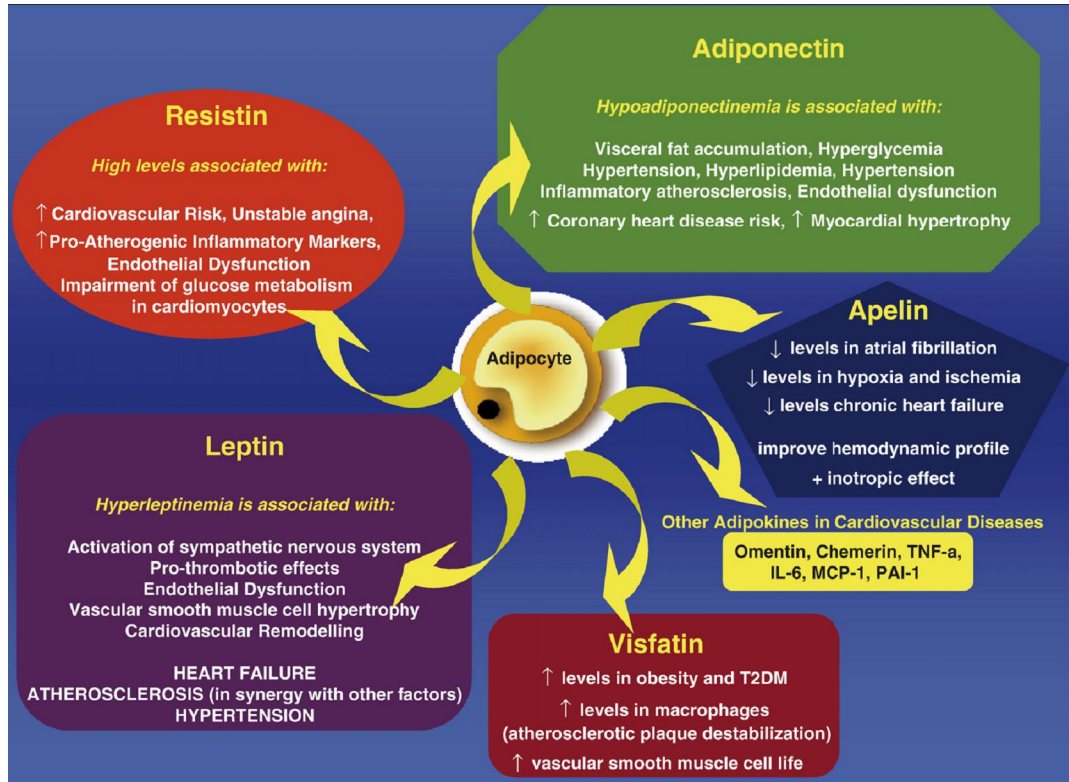 Adiponectin
Hypoadiponectinemia is associated with:
Visceral fat accumulation, Hyperglycemia
Hypertension, Hyperlipidemia, Hypertension
Inflammatory atherosclerosis, Endothelial dysfunction
↑ Coronary heart disease risk, ↑ Myocardial hypertrophy
Resistin
High levels associated with:
↑ Cardiovascular Risk, Unstable angina,
↑Pro-Atherogenic Inflammatory Markers,
Endothelial Dysfunction
Impairment of glucose metabolism
in cardiomyocytes
Adipocyte
Apelin
↓ levels in atrial fibrillation
↓ levels in hypoxia and ischemia
↓ levels chronic heart failure
improve hemodynamic profile
+ inotropic effect
Leptin
Hyperleptinemia is associated with:
Activation of sympathetic nervous system
Pro-thrombotic effects
Endothelial Dysfunction
Vascular smooth muscle cell hypertrophy
Cardiovascular Remodelling
HEART FAILURE
ATHEROSCLEROSIS (in synergy with other factors)
HYPERTENSION
Other Adipokines in Cardiovascular Diseases
Omentin, Chemerin, TNF-a,
IL-6, MCP-1, PAI-1
Visfatin
↑ levels in obesity and T2DM
↑ levels in macrophages
(atherosclerotic plaque destabilization)
↑ vascular smooth muscle cell life